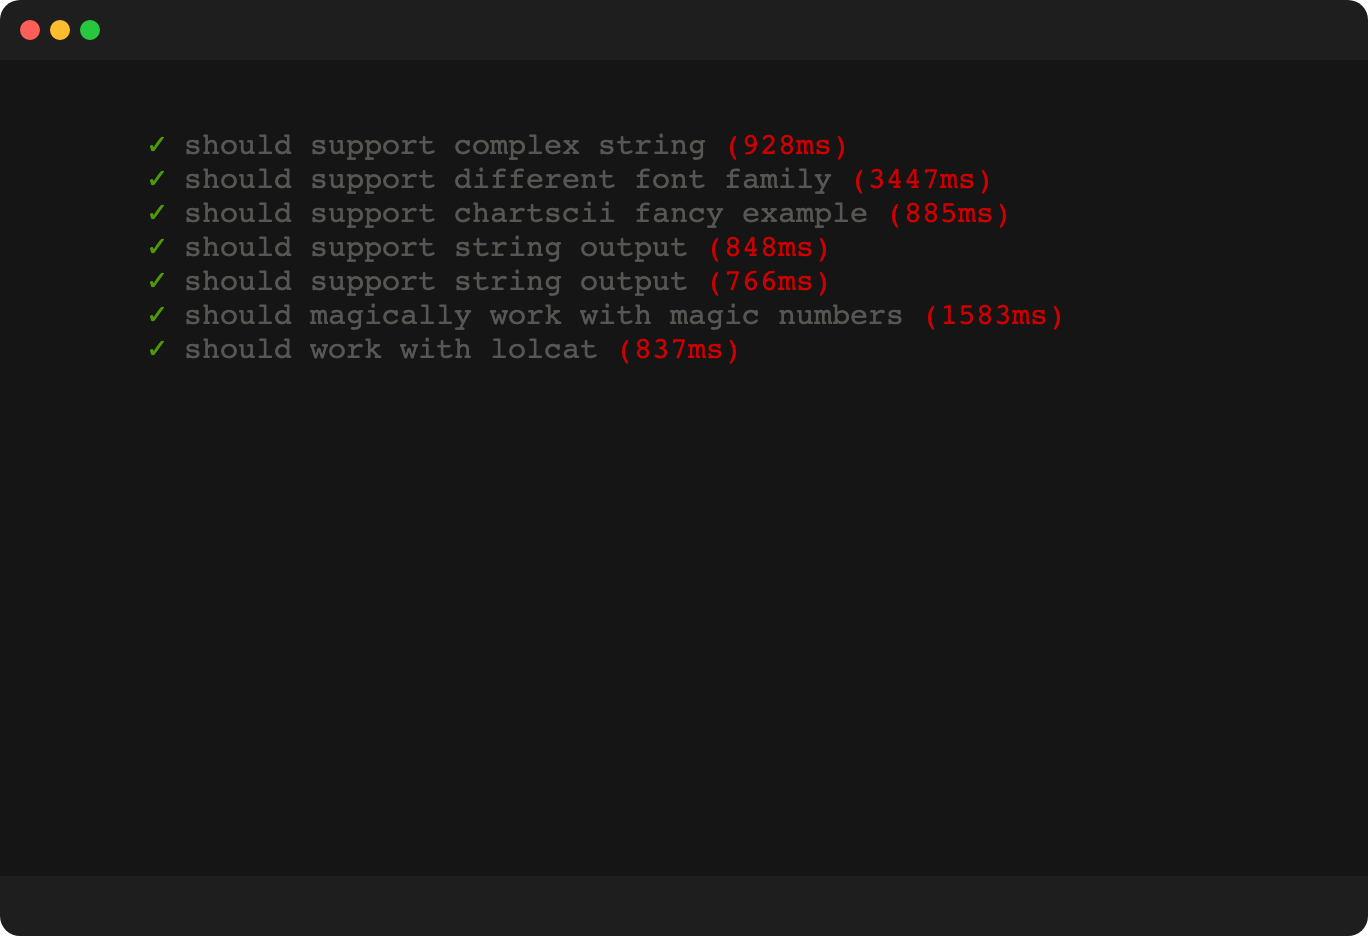 ✓ should support complex string (928ms)
✓ should support different font family (3447ms)
✓ should support chartscii fancy example (885ms)
✓ should support string output (848ms)
✓ should support string output (766ms)
✓ should magically work with magic numbers (1583ms)
✓ should work with lolcat (837ms)